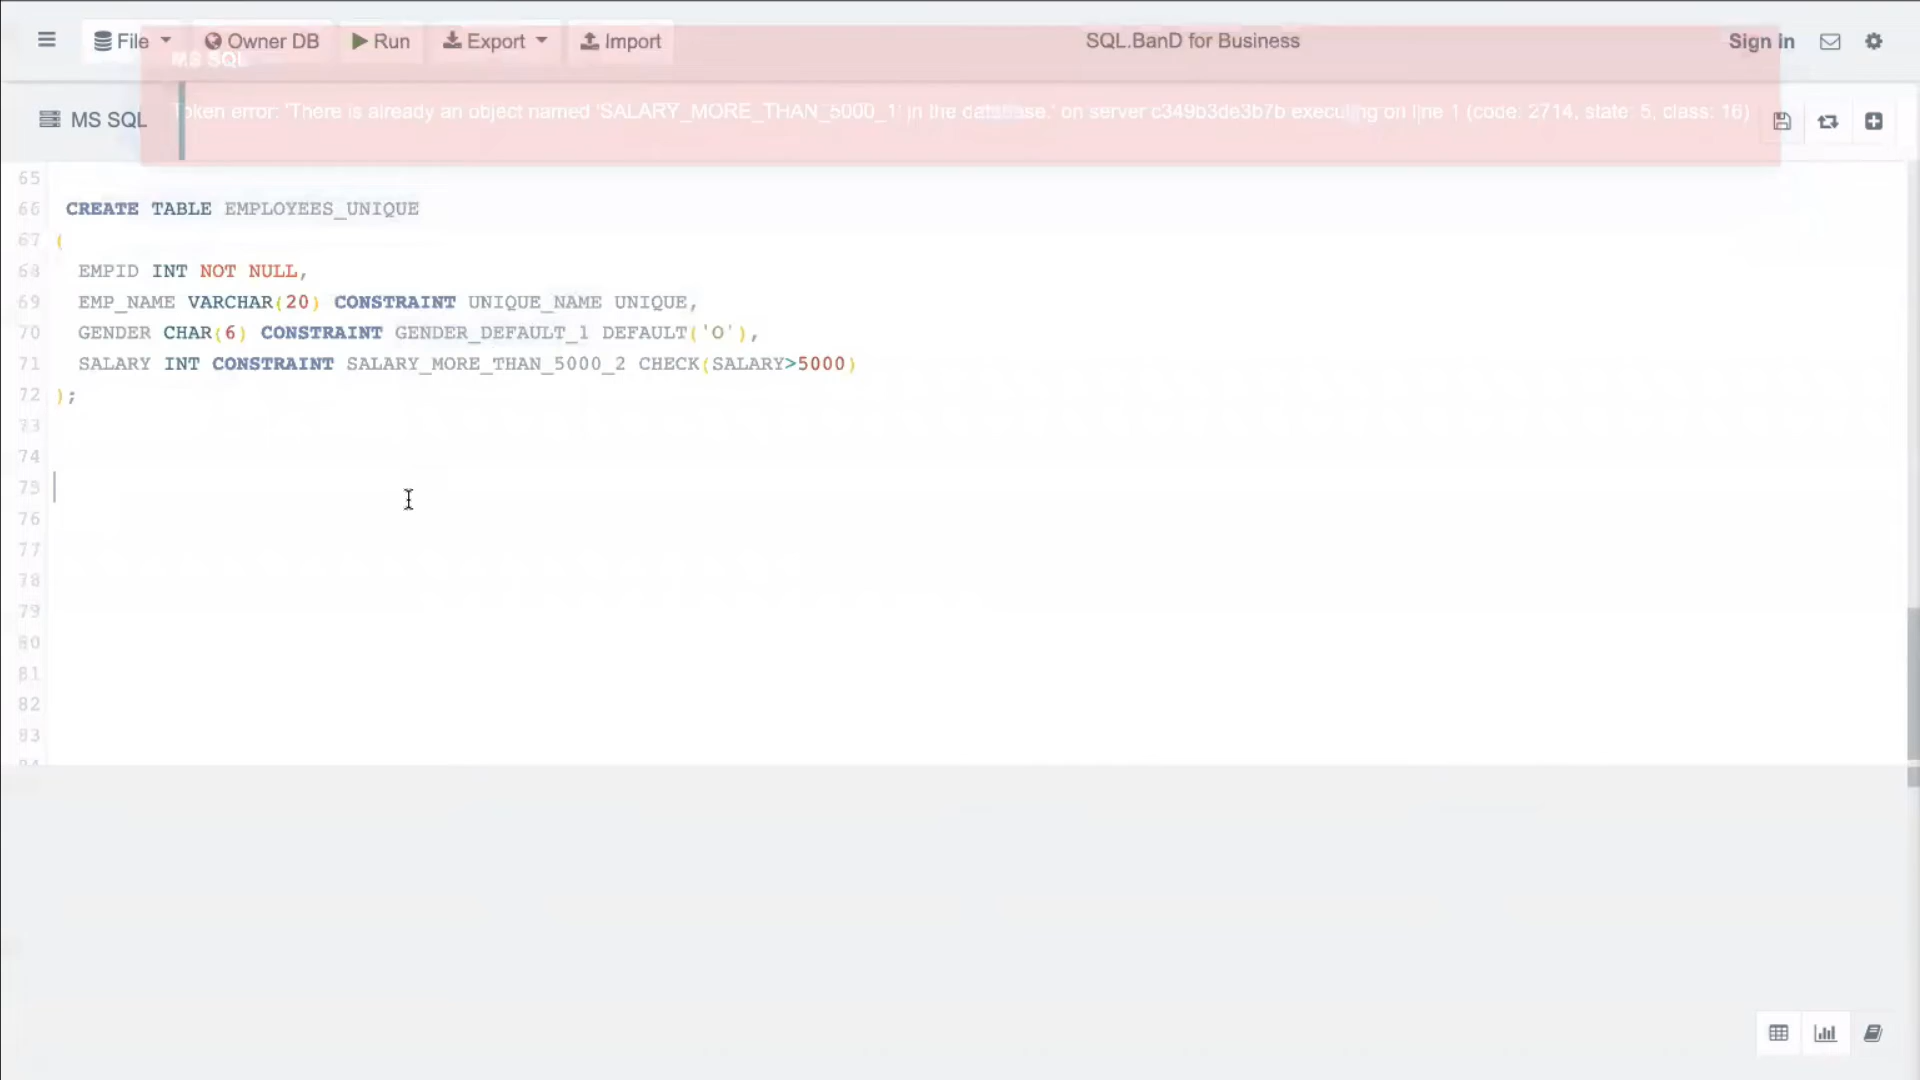 File Owner DB Run Export Import SQL.BanD for Business Sign in
MS SQL
Token error: 'There is already an object named 'SALARY_MORE_THAN_5000_1' in the database.' on server c349b3de3b7b executing on line 1 (code: 2714, state: 5, class: 16)
MS SQL
65
66 CREATE TABLE EMPLOYEES_UNIQUE
67 (
68 EMPID INT NOT NULL,
69 EMP_NAME VARCHAR(20) CONSTRAINT UNIQUE_NAME UNIQUE,
70 GENDER CHAR(6) CONSTRAINT GENDER_DEFAULT_1 DEFAULT('O'),
71 SALARY INT CONSTRAINT SALARY_MORE_THAN_5000_2 CHECK(SALARY>5000)
72 );
73
74
75
76
77
78
79
80
81
82
83
84